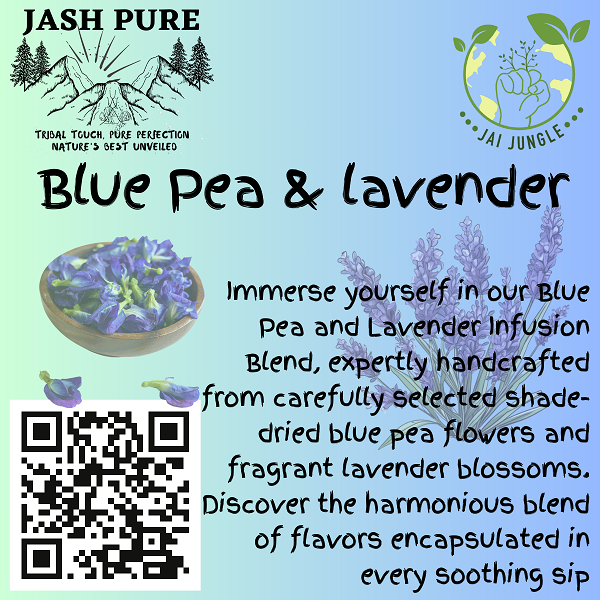 JASH PURE
TRIBAL TOUCH, PURE PERFECTION
NATURE'S BEST UNVEILED
JAI JUNGLE
Blue Pea & lavender
Immerse yourself in our Blue
Pea and Lavender Infusion
Blend, expertly handcrafted
from carefully selected shade-
dried blue pea flowers and
fragrant lavender blossoms.
Discover the harmonious blend
of flavors encapsulated in
every soothing sip